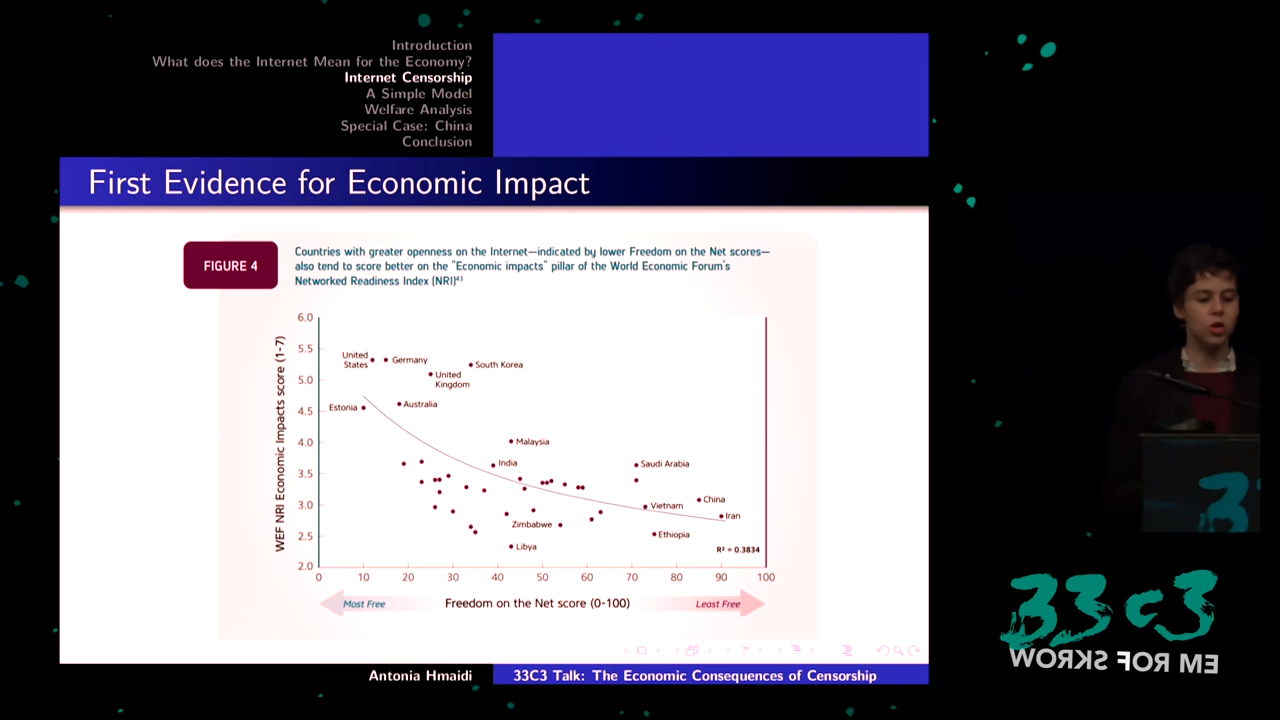 Introduction
What does the Internet Mean for the Economy?
Internet Censorship
A Simple Model
Welfare Analysis
Special Case: China
Conclusion
First Evidence for Economic Impact
FIGURE 4
Countries with greater openness on the Internet—indicated by lower Freedom on the Net scores—
also tend to score better on the "Economic impacts" pillar of the World Economic Forum's
Networked Readiness Index (NRI)⁴³
WEF NRI Economic Impacts score (1-7)
6.0
5.5
5.0
4.5
4.0
3.5
3.0
2.5
2.0
United
States
Germany
South Korea
United
Kingdom
Estonia
Australia
Malaysia
India
Saudi Arabia
China
Vietnam
Iran
Zimbabwe
Ethiopia
Libya
R² = 0.3834
0 10 20 30 40 50 60 70 80 90 100
Most Free
Freedom on the Net score (0-100)
Least Free
Antonia Hmaidi
33C3 Talk: The Economic Consequences of Censorship
33c3
WORKS FOR ME